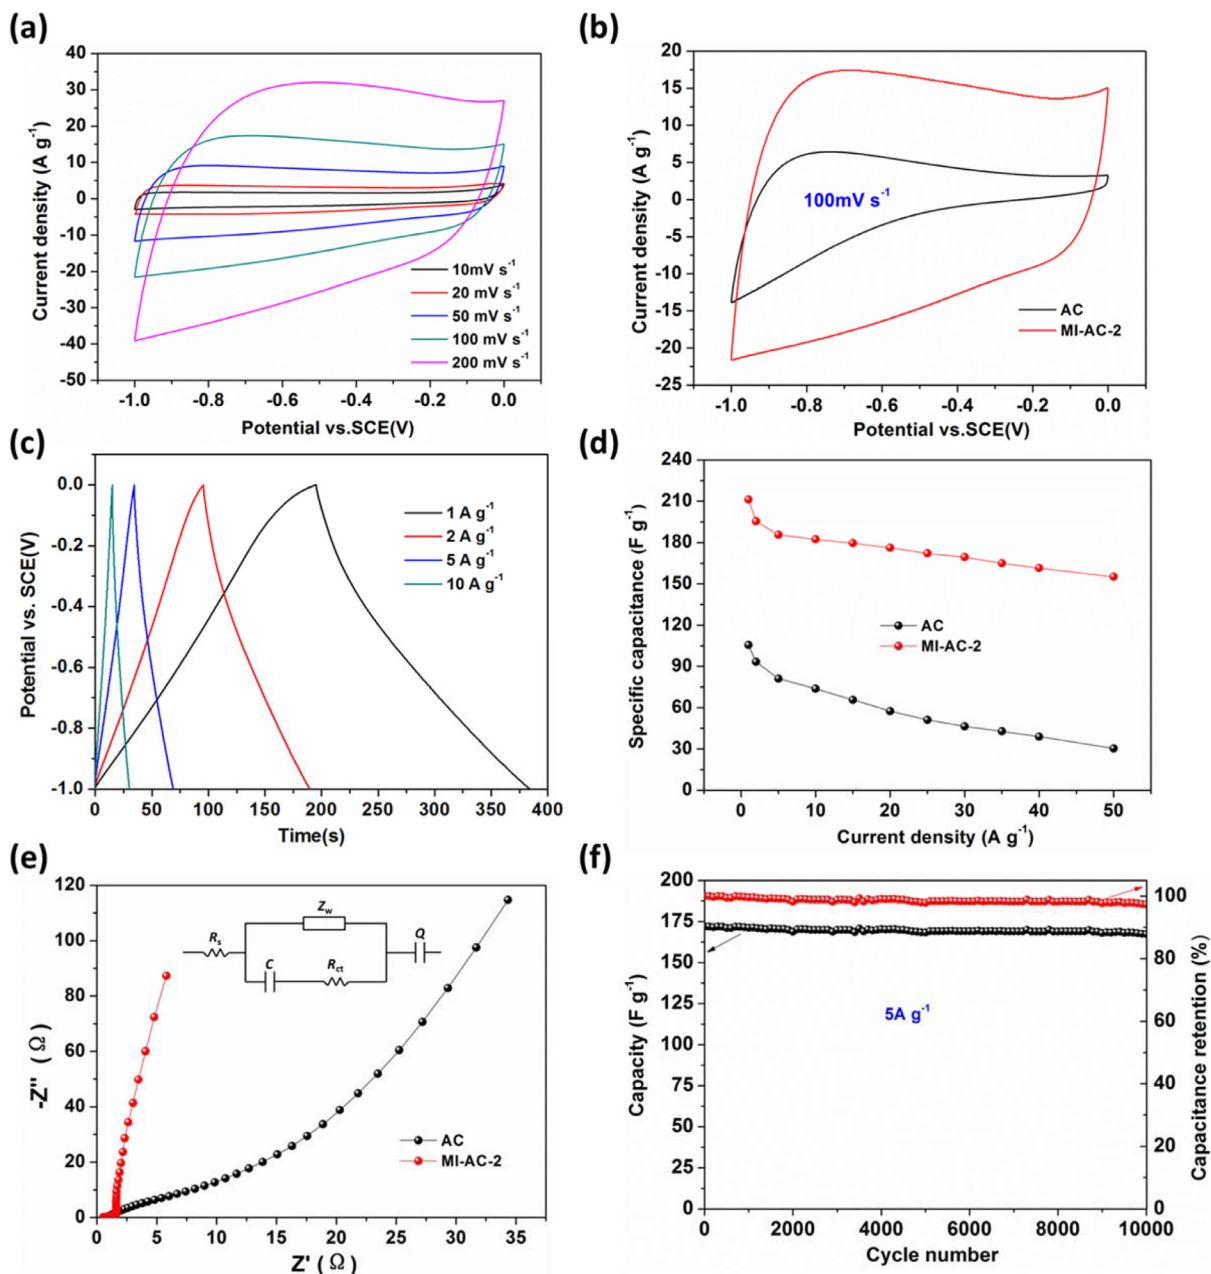 (a)
Current density (A g⁻¹)
40
30
20
10
0
-10
-20
-30
-40
-50
10mV s⁻¹
20 mV s⁻¹
50 mV s⁻¹
100 mV s⁻¹
200 mV s⁻¹
-1.0 -0.8 -0.6 -0.4 -0.2 0.0
Potential vs.SCE(V)
(b)
Current density (A g⁻¹)
20
15
10
5
0
-5
-10
-15
-20
-25
100mV s⁻¹
AC
MI-AC-2
-1.0 -0.8 -0.6 -0.4 -0.2 0.0
Potential vs.SCE(V)
(c)
Potential vs. SCE(V)
0.0
-0.2
-0.4
-0.6
-0.8
-1.0
1 A g⁻¹
2 A g⁻¹
5 A g⁻¹
10 A g⁻¹
0 50 100 150 200 250 300 350 400
Time(s)
(d)
Specific capacitance (F g⁻¹)
240
210
180
150
120
90
60
30
0
AC
MI-AC-2
0 10 20 30 40 50
Current density (A g⁻¹)
(e)
-Z'' ( Ω )
120
100
80
60
40
20
0
Zw
Rs
Q
C
Rct
AC
MI-AC-2
0 5 10 15 20 25 30 35
Z' ( Ω )
(f)
Capacity (F g⁻¹)
200
175
150
125
100
75
50
25
0
5A g⁻¹
100
80
60
40
20
0
Capacitance retention (%)
0 2000 4000 6000 8000 10000
Cycle number